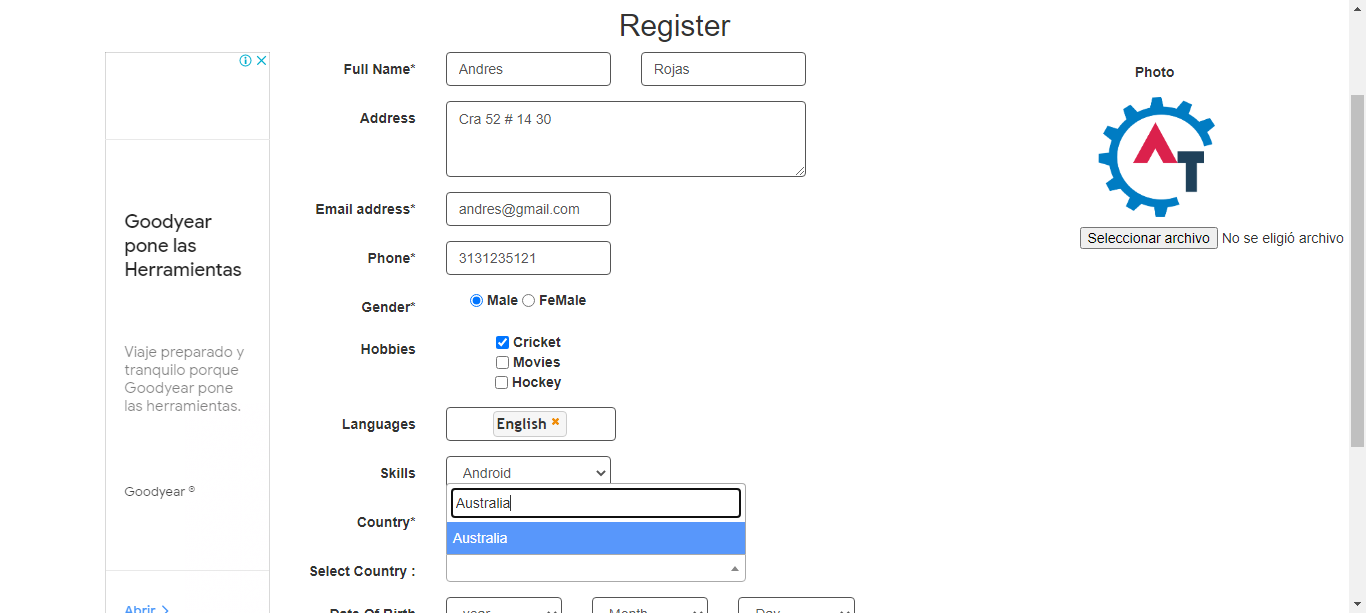 Register
Full Name*
Andres
Rojas
Photo
Address
Cra 52 # 14 30
AT
Goodyear
pone las
Herramientas
Email address*
andres@gmail.com
Seleccionar archivo No se eligió archivo
Phone*
3131235121
Gender*
Male FeMale
Hobbies
Cricket
Movies
Hockey
Viaje preparado y
tranquilo porque
Goodyear pone
las herramientas.
Languages
English
Skills
Android
Goodyear ®
Australia
Country*
Australia
Select Country :
Abrir
Date Of Birth
year
Month
Day